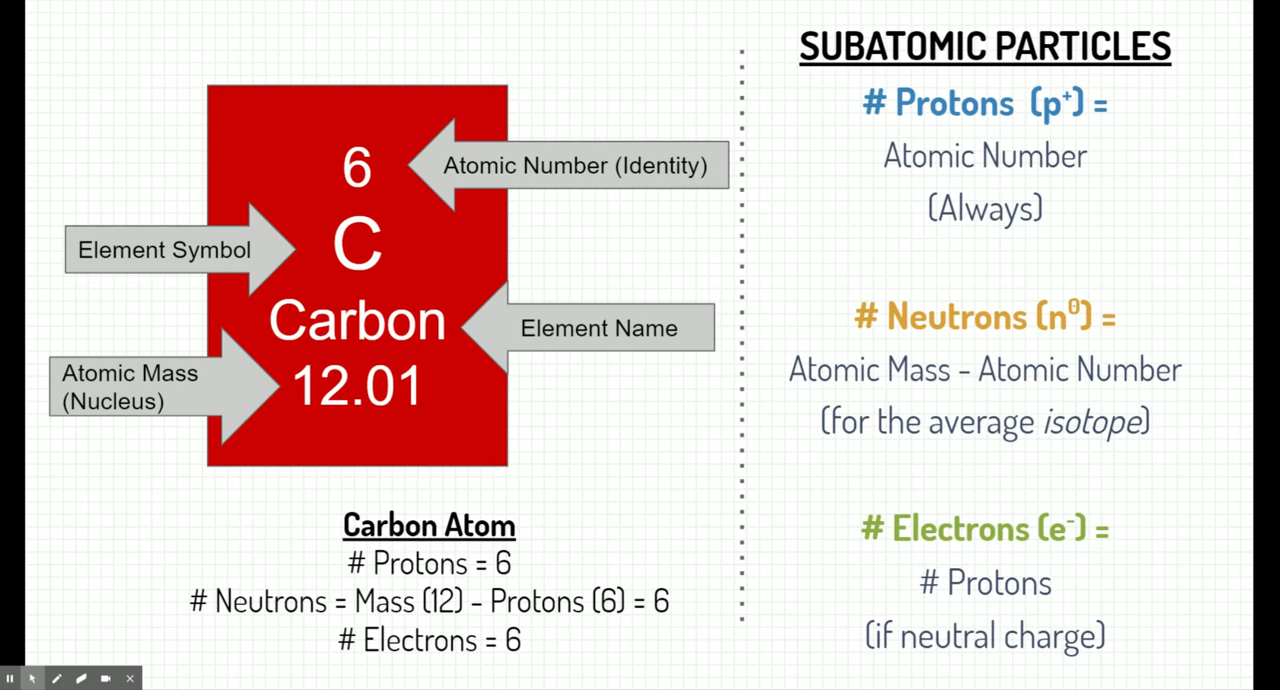 6
Atomic Number (Identity)
Element Symbol
C
Carbon
Element Name
Atomic Mass
(Nucleus)
12.01
Carbon Atom
# Protons = 6
# Neutrons = Mass (12) - Protons (6) = 6
# Electrons = 6
SUBATOMIC PARTICLES
# Protons (p⁺) =
Atomic Number
(Always)
# Neutrons (n⁰) =
Atomic Mass - Atomic Number
(for the average isotope)
# Electrons (e⁻) =
# Protons
(if neutral charge)